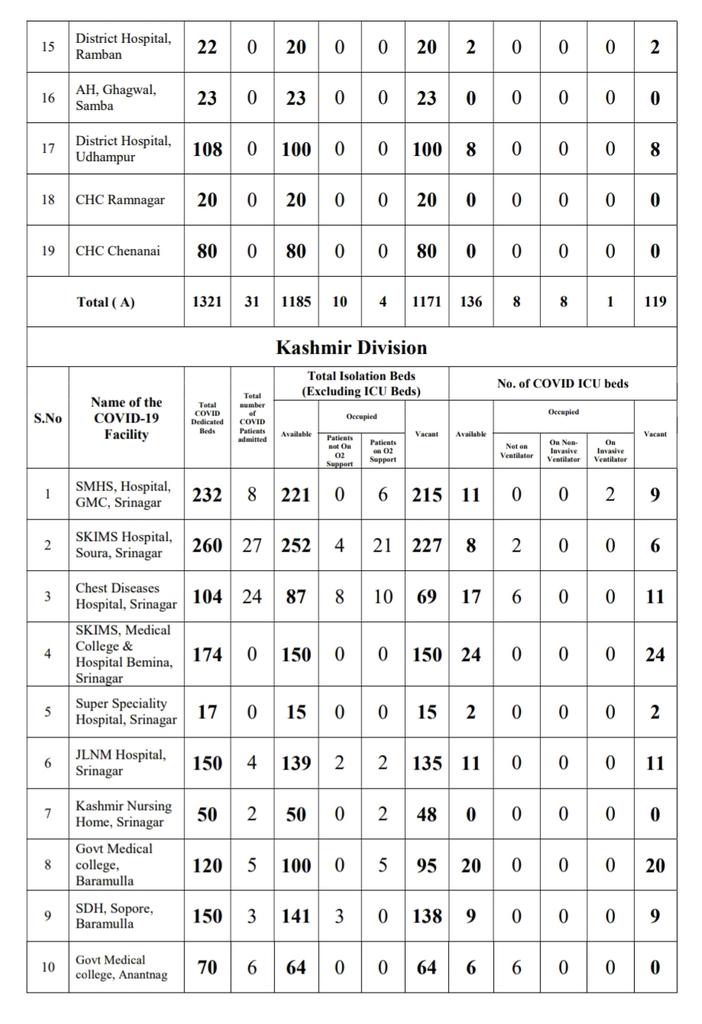 15 District Hospital, Ramban 22 0 20 0 0 20 2 0 0 0 2
16 AH, Ghagwal, Samba 23 0 23 0 0 23 0 0 0 0 0
17 District Hospital, Udhampur 108 0 100 0 0 100 8 0 0 0 8
18 CHC Ramnagar 20 0 20 0 0 20 0 0 0 0 0
19 CHC Chenanai 80 0 80 0 0 80 0 0 0 0 0
Total ( A) 1321 31 1185 10 4 1171 136 8 8 1 119
Kashmir Division
S.No Name of the COVID-19 Facility Total COVID Dedicated Beds Total number of COVID Patients admitted Total Isolation Beds (Excluding ICU Beds) No. of COVID ICU beds
Available Occupied Vacant Available Occupied Vacant
Patients not On O2 Support Patients on O2 Support Not on Ventilator On Non-Invasive Ventilator On Invasive Ventilator
1 SMHS, Hospital, GMC, Srinagar 232 8 221 0 6 215 11 0 0 2 9
2 SKIMS Hospital, Soura, Srinagar 260 27 252 4 21 227 8 2 0 0 6
3 Chest Diseases Hospital, Srinagar 104 24 87 8 10 69 17 6 0 0 11
4 SKIMS, Medical College & Hospital Bemina, Srinagar 174 0 150 0 0 150 24 0 0 0 24
5 Super Speciality Hospital, Srinagar 17 0 15 0 0 15 2 0 0 0 2
6 JLNM Hospital, Srinagar 150 4 139 2 2 135 11 0 0 0 11
7 Kashmir Nursing Home, Srinagar 50 2 50 0 2 48 0 0 0 0 0
8 Govt Medical college, Baramulla 120 5 100 0 5 95 20 0 0 0 20
9 SDH, Sopore, Baramulla 150 3 141 3 0 138 9 0 0 0 9
10 Govt Medical college, Anantnag 70 6 64 0 0 64 6 6 0 0 0